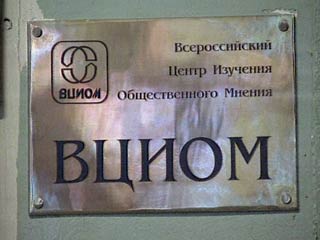 Всероссийский
Центр Изучения
Общественного Мнения
ВЦИОМ
ВЦИОМ